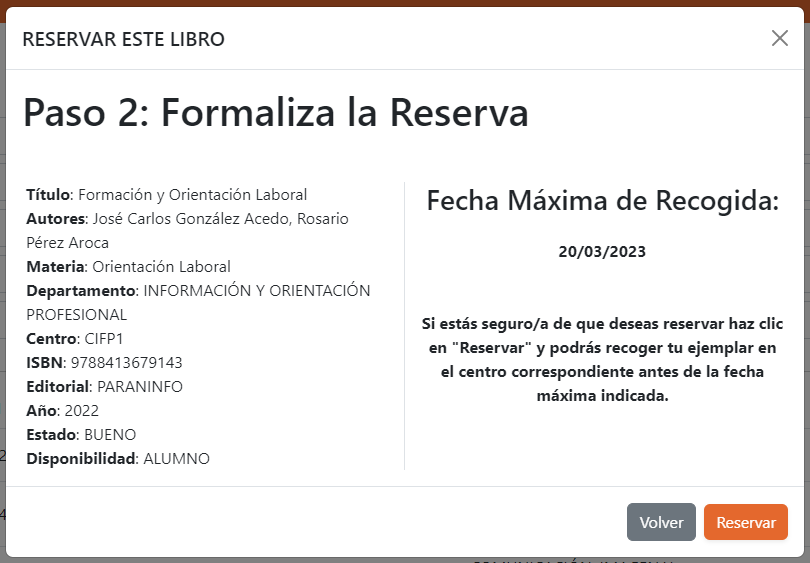 RESERVAR ESTE LIBRO
Paso 2: Formaliza la Reserva
Título: Formación y Orientación Laboral
Autores: José Carlos González Acedo, Rosario
Pérez Aroca
Materia: Orientación Laboral
Departamento: INFORMACIÓN Y ORIENTACIÓN
PROFESIONAL
Centro: CIFP1
ISBN: 9788413679143
Editorial: PARANINFO
Año: 2022
Estado: BUENO
Disponibilidad: ALUMNO
Fecha Máxima de Recogida:
20/03/2023
Si estás seguro/a de que deseas reservar haz clic
en "Reservar" y podrás recoger tu ejemplar en
el centro correspondiente antes de la fecha
máxima indicada.
Volver
Reservar